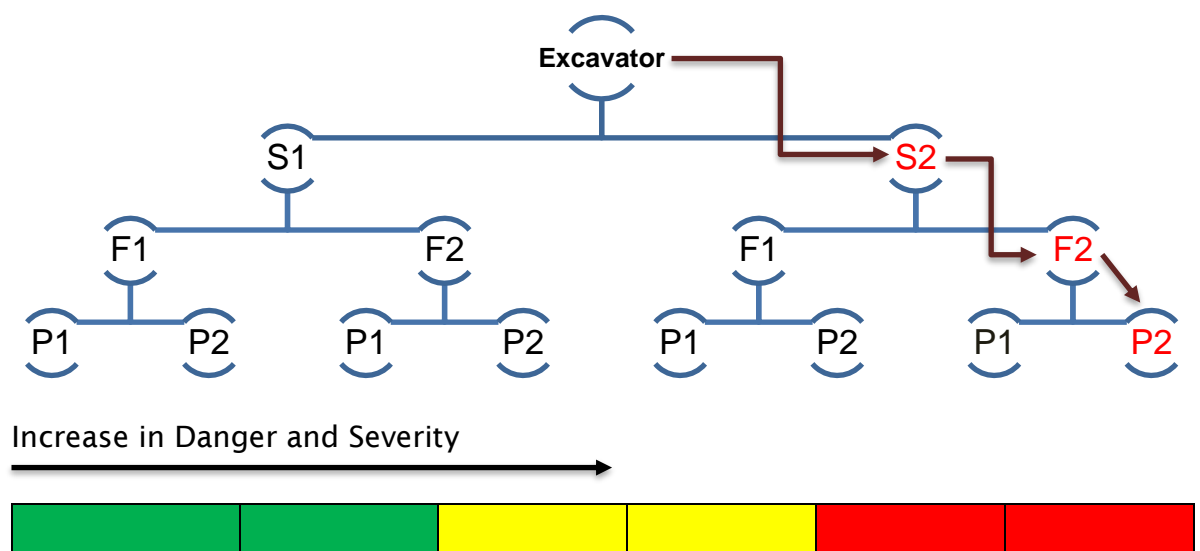 Excavator
S1 S2
F1 F2 F1 F2
P1 P2 P1 P2 P1 P2 P1 P2
Increase in Danger and Severity